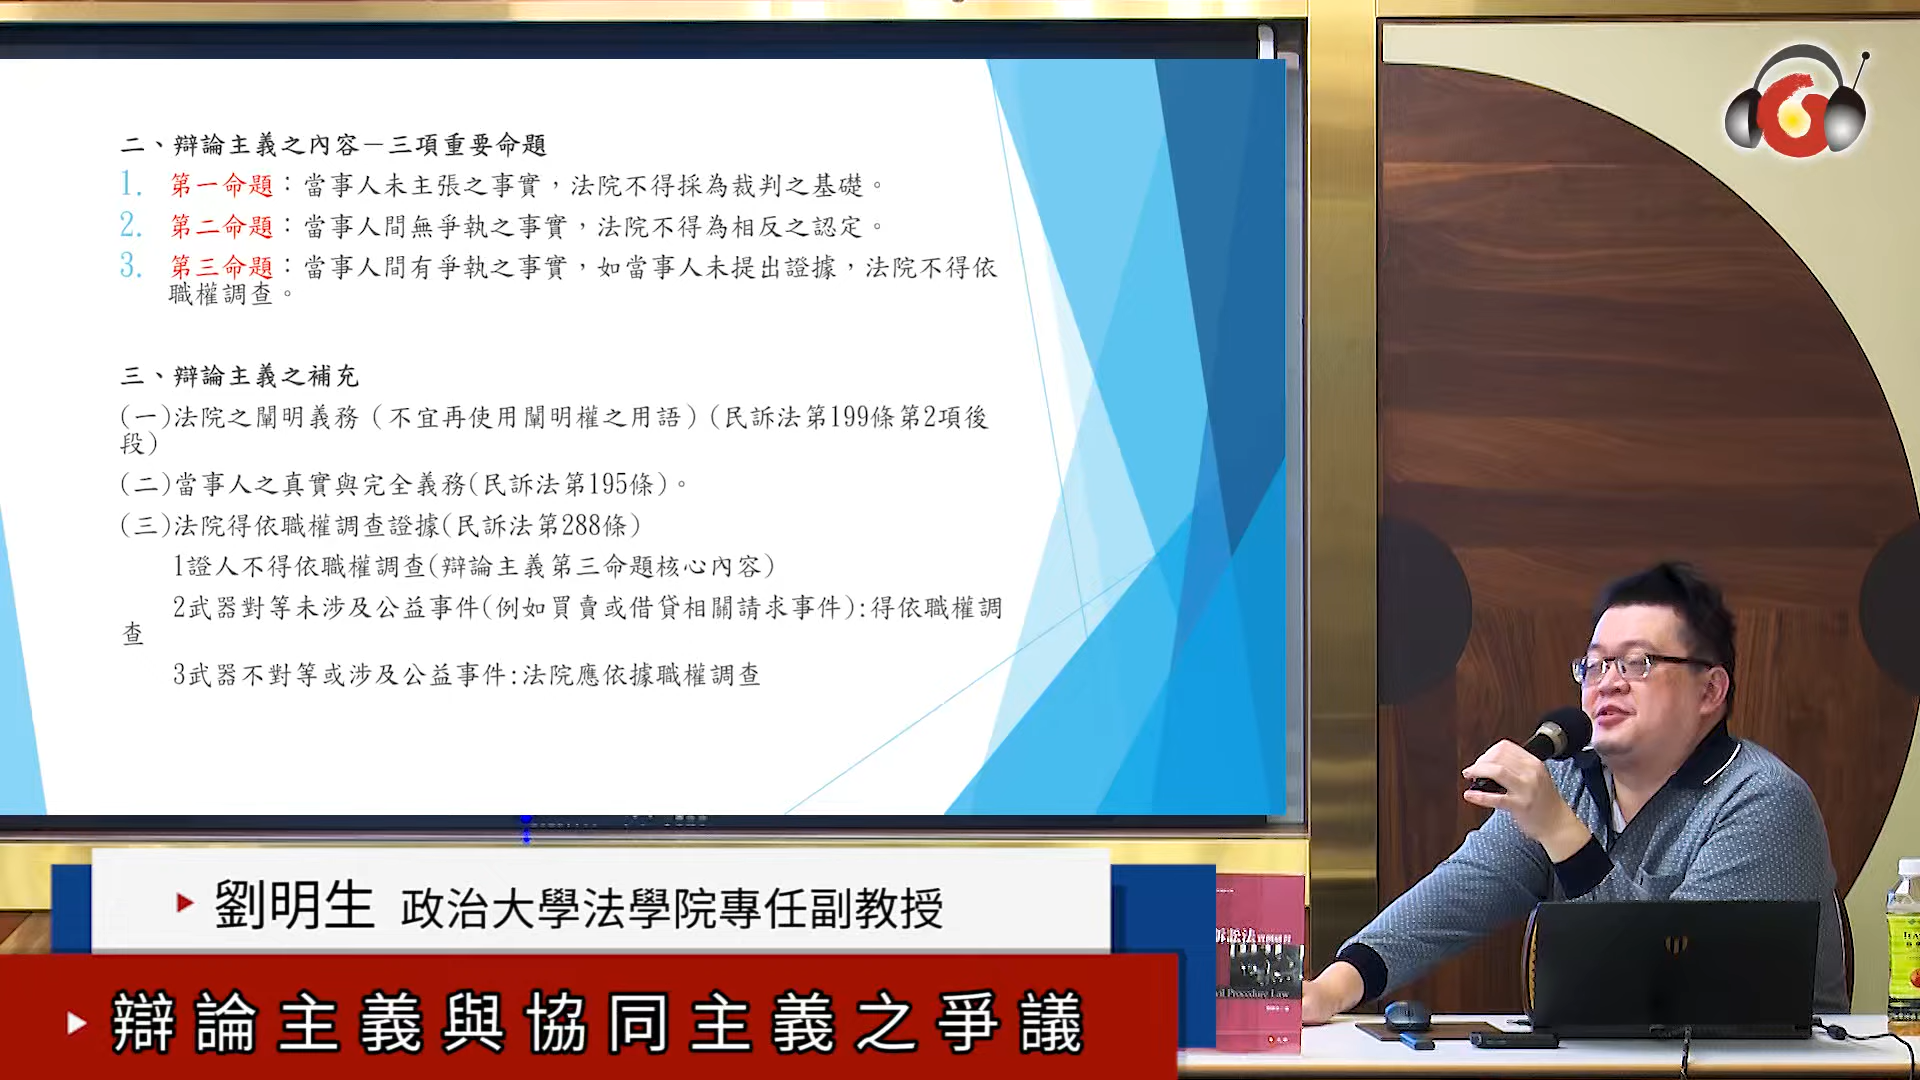 二、辯論主義之內容－三項重要命題
1. 第一命題：當事人未主張之事實，法院不得採為裁判之基礎。
2. 第二命題：當事人間無爭執之事實，法院不得為相反之認定。
3. 第三命題：當事人間有爭執之事實，如當事人未提出證據，法院不得依
職權調查。
三、辯論主義之補充
(一)法院之闡明義務（不宜再使用闡明權之用語）(民訴法第199條第2項後
段)
(二)當事人之真實與完全義務(民訴法第195條)。
(三)法院得依職權調查證據(民訴法第288條)
1證人不得依職權調查(辯論主義第三命題核心內容)
2武器對等未涉及公益事件(例如買賣或借貸相關請求事件):得依職權調
查
3武器不對等或涉及公益事件:法院應依據職權調查
劉明生 政治大學法學院專任副教授
辯論主義與協同主義之爭議
訴訟法
Procedure Law